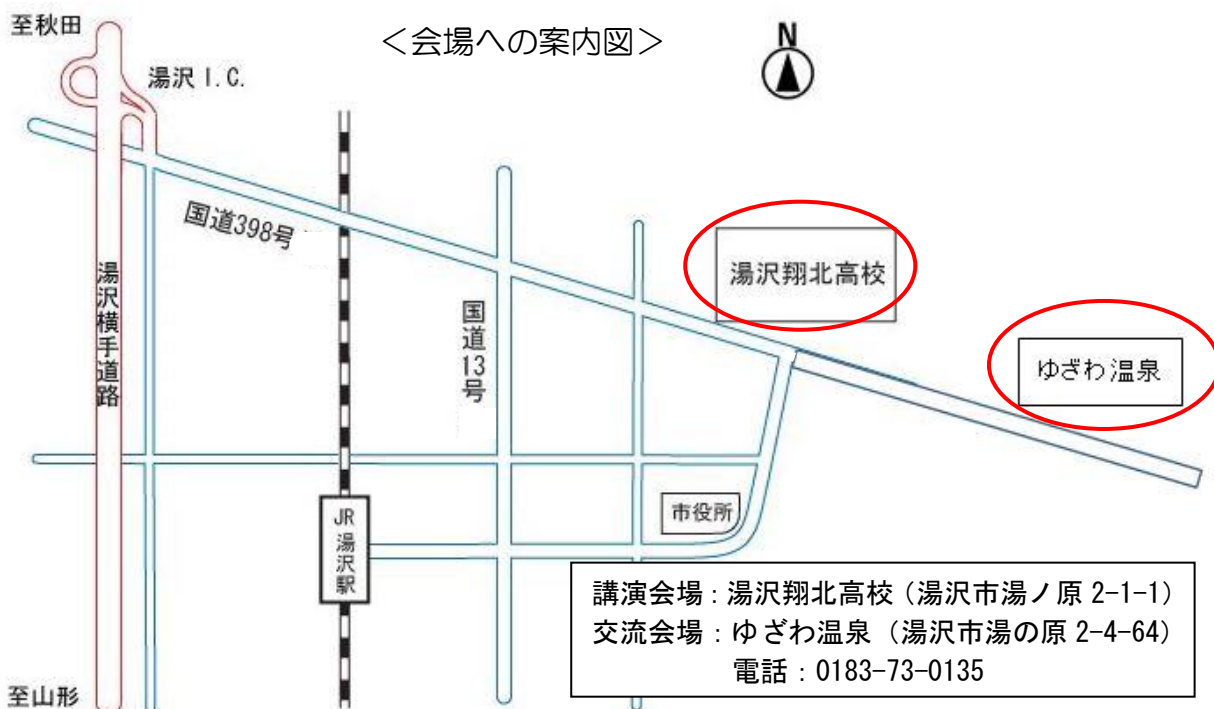 至秋田
<会場への案内図>
N
湯沢 I.C.
国道398号
湯沢翔北高校
湯沢横手道路
国道13号
ゆざわ温泉
市役所
JR
湯沢駅
講演会場：湯沢翔北高校（湯沢市湯ノ原 2-1-1）
交流会場：ゆざわ温泉（湯沢市湯の原 2-4-64）
電話：0183-73-0135
至山形